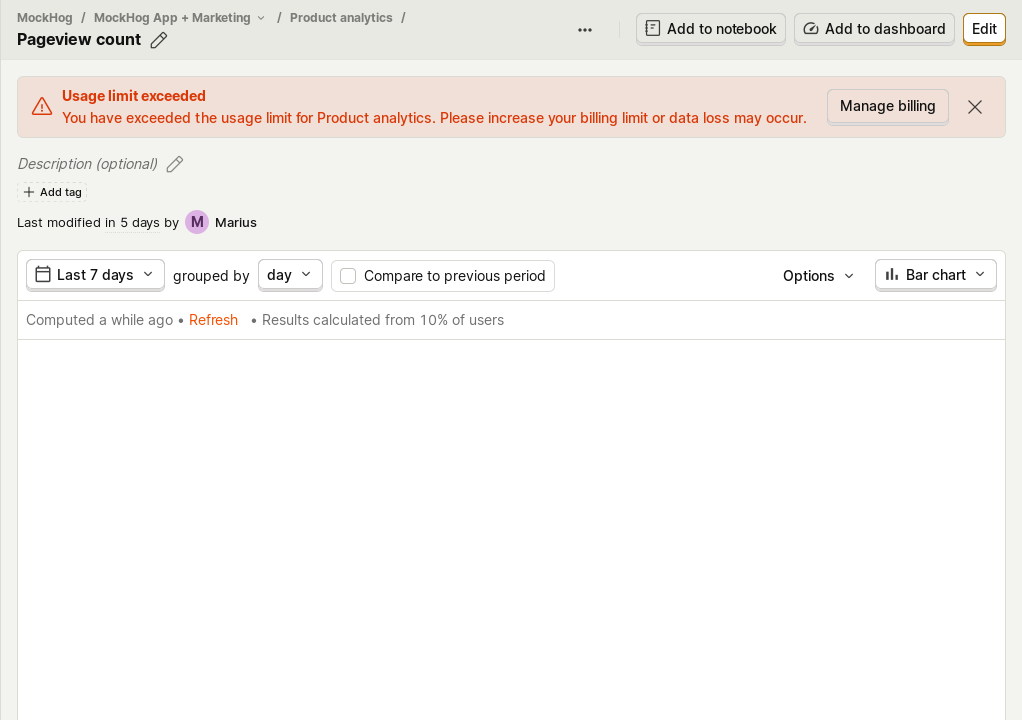 MockHog / MockHog App + Marketing / Product analytics /
Pageview count
Add to notebook
Add to dashboard
Edit
Usage limit exceeded
You have exceeded the usage limit for Product analytics. Please increase your billing limit or data loss may occur.
Manage billing
Description (optional)
Add tag
Last modified in 5 days by M Marius
Last 7 days grouped by day Compare to previous period Options Bar chart
Computed a while ago • Refresh • Results calculated from 10% of users